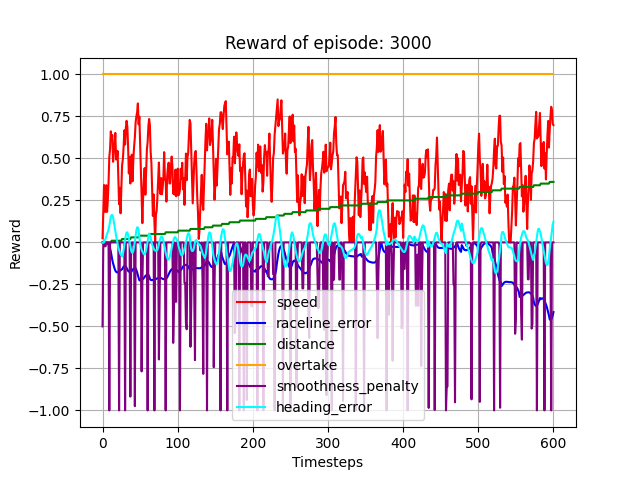 Reward of episode: 3000
1.00
0.75
0.50
0.25
0.00
−0.25
−0.50
−0.75
−1.00
Reward
speed
raceline_error
distance
overtake
smoothness_penalty
heading_error
0 100 200 300 400 500 600
Timesteps